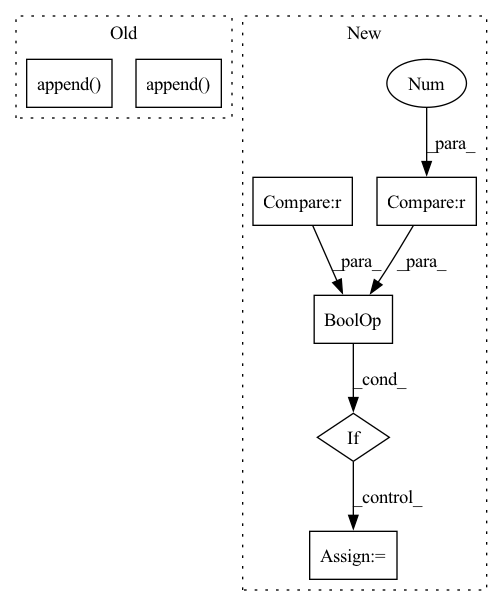 Old
New
append()
append()
Num
_para_
Compare:r
Compare:r
_para_
_para_
BoolOp
_cond_
If
_control_
Assign:=